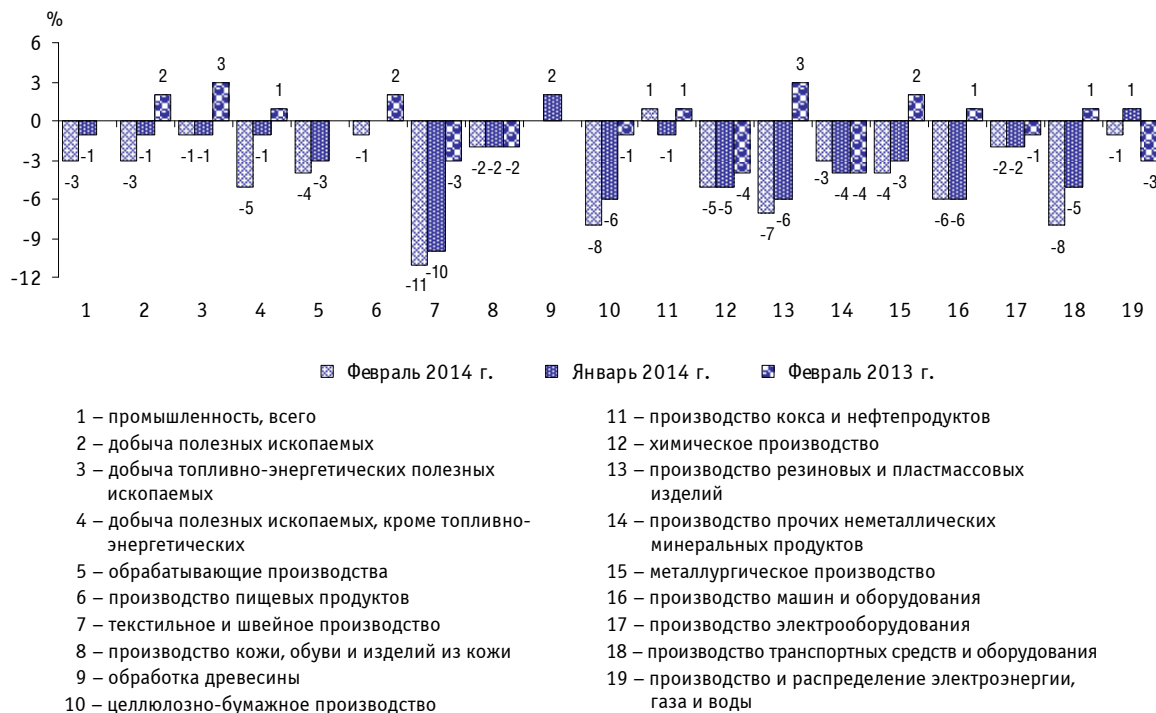 %
6
3
0
-3
-6
-9
-12
-3
-1
-3
-1
2
-1
-1
3
-5
-1
1
-4
-3
-1
2
-11
-10
-3
-2
-2
-2
2
-8
-6
-1
1
-1
1
-5
-5
-4
-7
-6
3
-3
-4
-4
-4
-3
2
-6
-6
1
-2
-2
-1
-8
-5
1
-1
1
-3
1 2 3 4 5 6 7 8 9 10 11 12 13 14 15 16 17 18 19
Февраль 2014 г. Январь 2014 г. Февраль 2013 г.
1 – промышленность, всего
2 – добыча полезных ископаемых
3 – добыча топливно-энергетических полезных
ископаемых
4 – добыча полезных ископаемых, кроме топливно-
энергетических
5 – обрабатывающие производства
6 – производство пищевых продуктов
7 – текстильное и швейное производство
8 – производство кожи, обуви и изделий из кожи
9 – обработка древесины
10 – целлюлозно-бумажное производство
11 – производство кокса и нефтепродуктов
12 – химическое производство
13 – производство резиновых и пластмассовых
изделий
14 – производство прочих неметаллических
минеральных продуктов
15 – металлургическое производство
16 – производство машин и оборудования
17 – производство электрооборудования
18 – производство транспортных средств и оборудования
19 – производство и распределение электроэнергии,
газа и воды